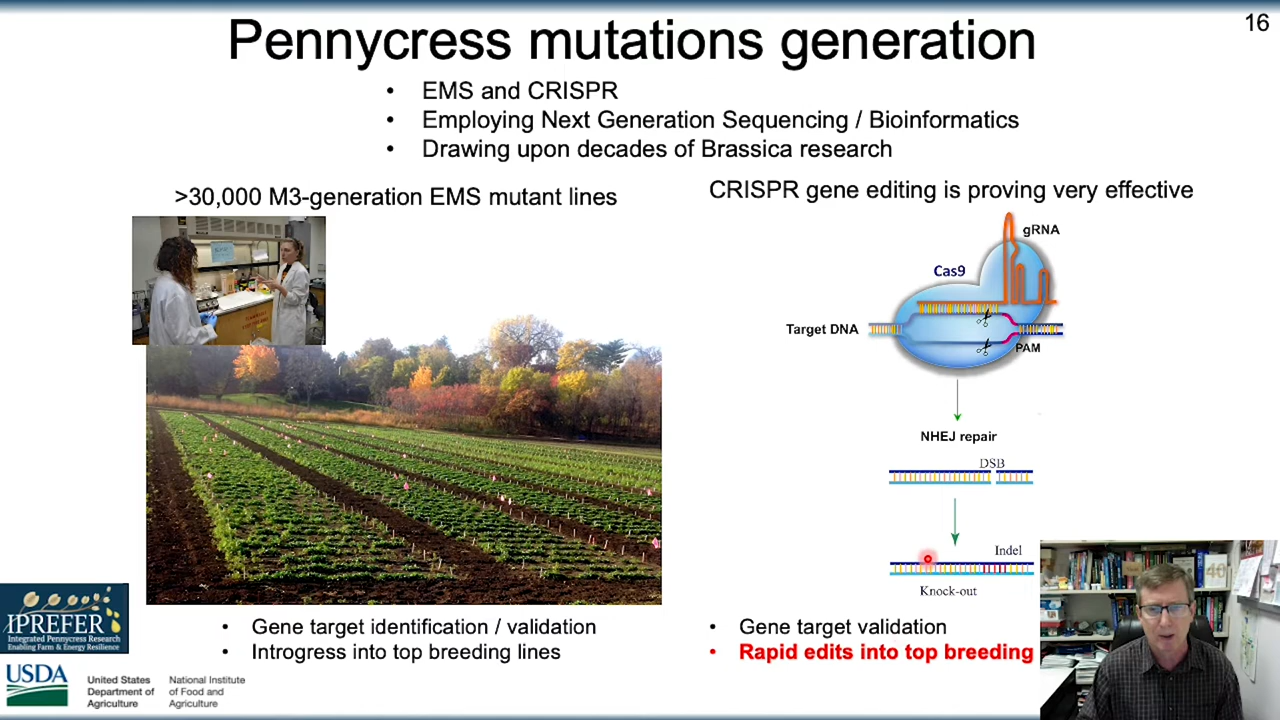 16
Pennycress mutations generation
• EMS and CRISPR
• Employing Next Generation Sequencing / Bioinformatics
• Drawing upon decades of Brassica research
>30,000 M3-generation EMS mutant lines
CRISPR gene editing is proving very effective
gRNA
Cas9
Target DNA
PAM
NHEJ repair
DSB
Indel
Knock-out
• Gene target identification / validation
• Introgress into top breeding lines
• Gene target validation
• Rapid edits into top breeding
IPREFER
Integrated Pennycress Research
Enabling Farm & Energy Resilience
USDA
United States
Department of
Agriculture
National Institute
of Food and
Agriculture
40